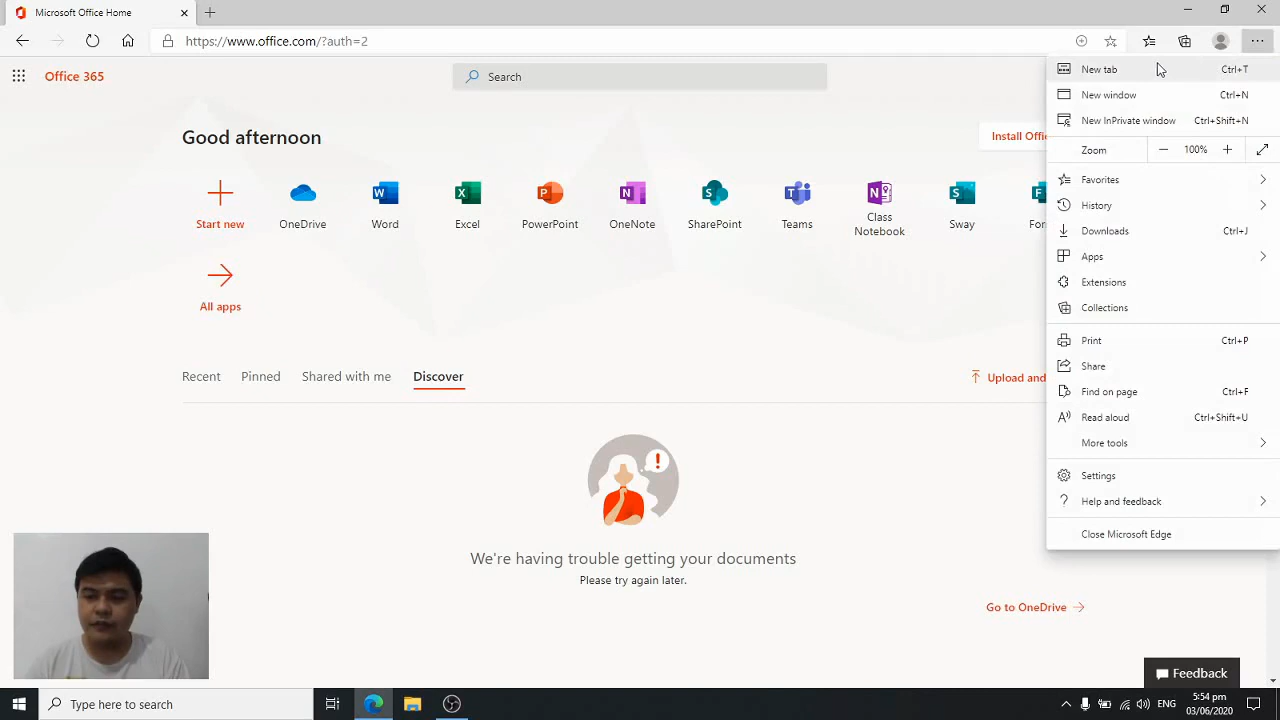 Microsoft Office Home
https://www.office.com/?auth=2
Office 365
Search
Good afternoon
Install Offic
Start new
OneDrive
Word
Excel
PowerPoint
OneNote
SharePoint
Teams
Class
Notebook
Sway
For
All apps
Recent
Pinned
Shared with me
Discover
Upload and
We're having trouble getting your documents
Please try again later.
Go to OneDrive
Feedback
New tab Ctrl+T
New window Ctrl+N
New InPrivate window Ctrl+Shift+N
Zoom 100%
Favorites
History
Downloads Ctrl+J
Apps
Extensions
Collections
Print Ctrl+P
Share
Find on page Ctrl+F
Read aloud Ctrl+Shift+U
More tools
Settings
Help and feedback
Close Microsoft Edge
Type here to search
ENG
5:54 pm
03/06/2020